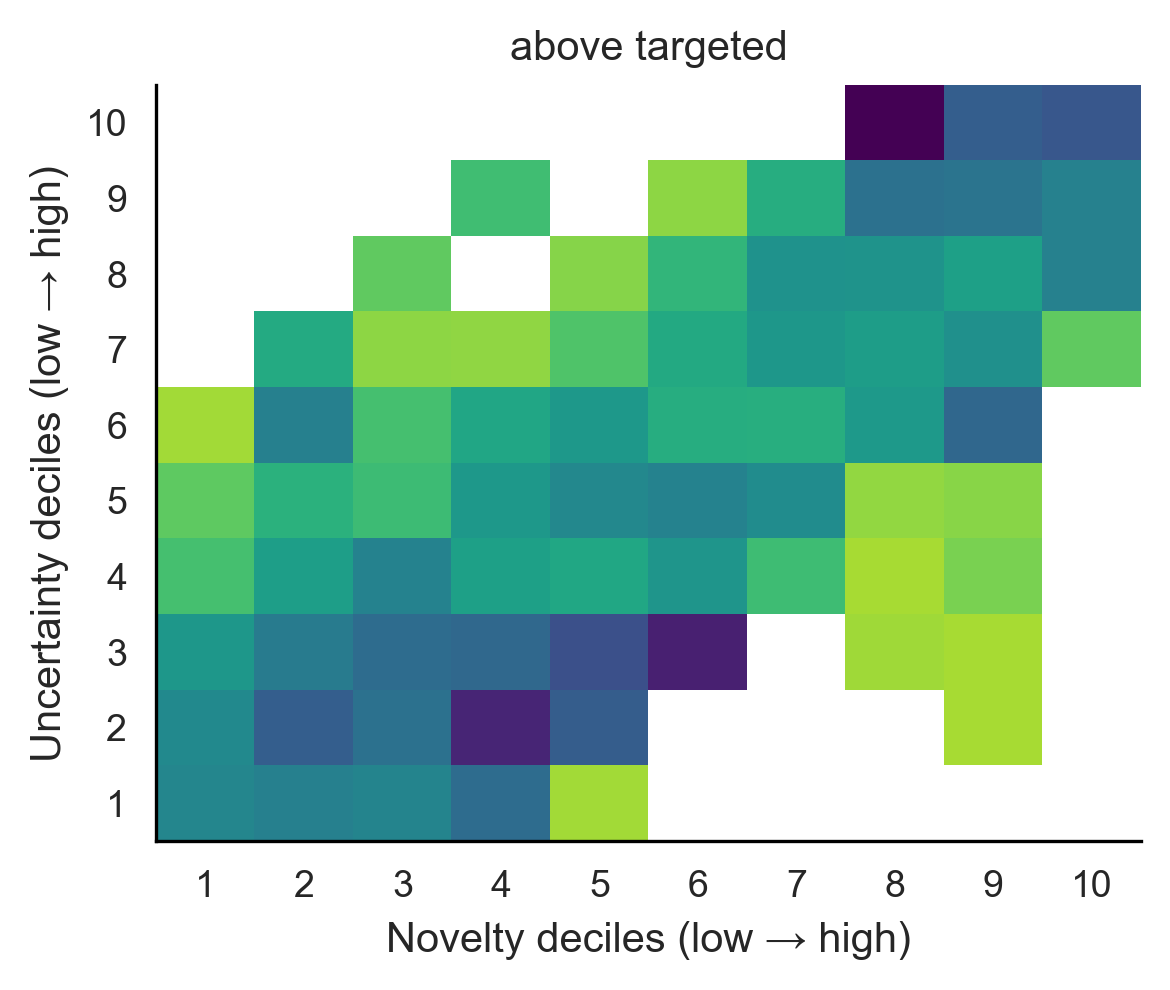 above targeted
Uncertainty deciles (low → high)
10
9
8
7
6
5
4
3
2
1
1 2 3 4 5 6 7 8 9 10
Novelty deciles (low → high)